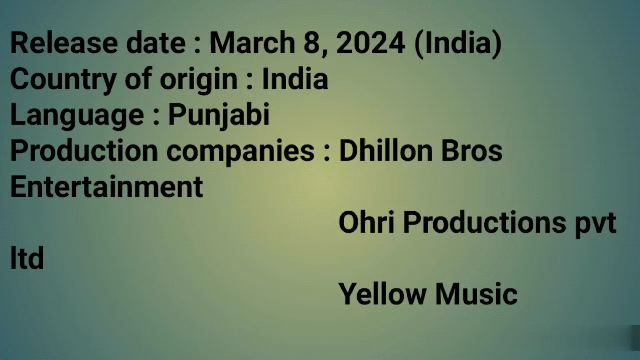 Release date : March 8, 2024 (India)
Country of origin : India
Language : Punjabi
Production companies : Dhillon Bros
Entertainment
Ohri Productions pvt
ltd
Yellow Music